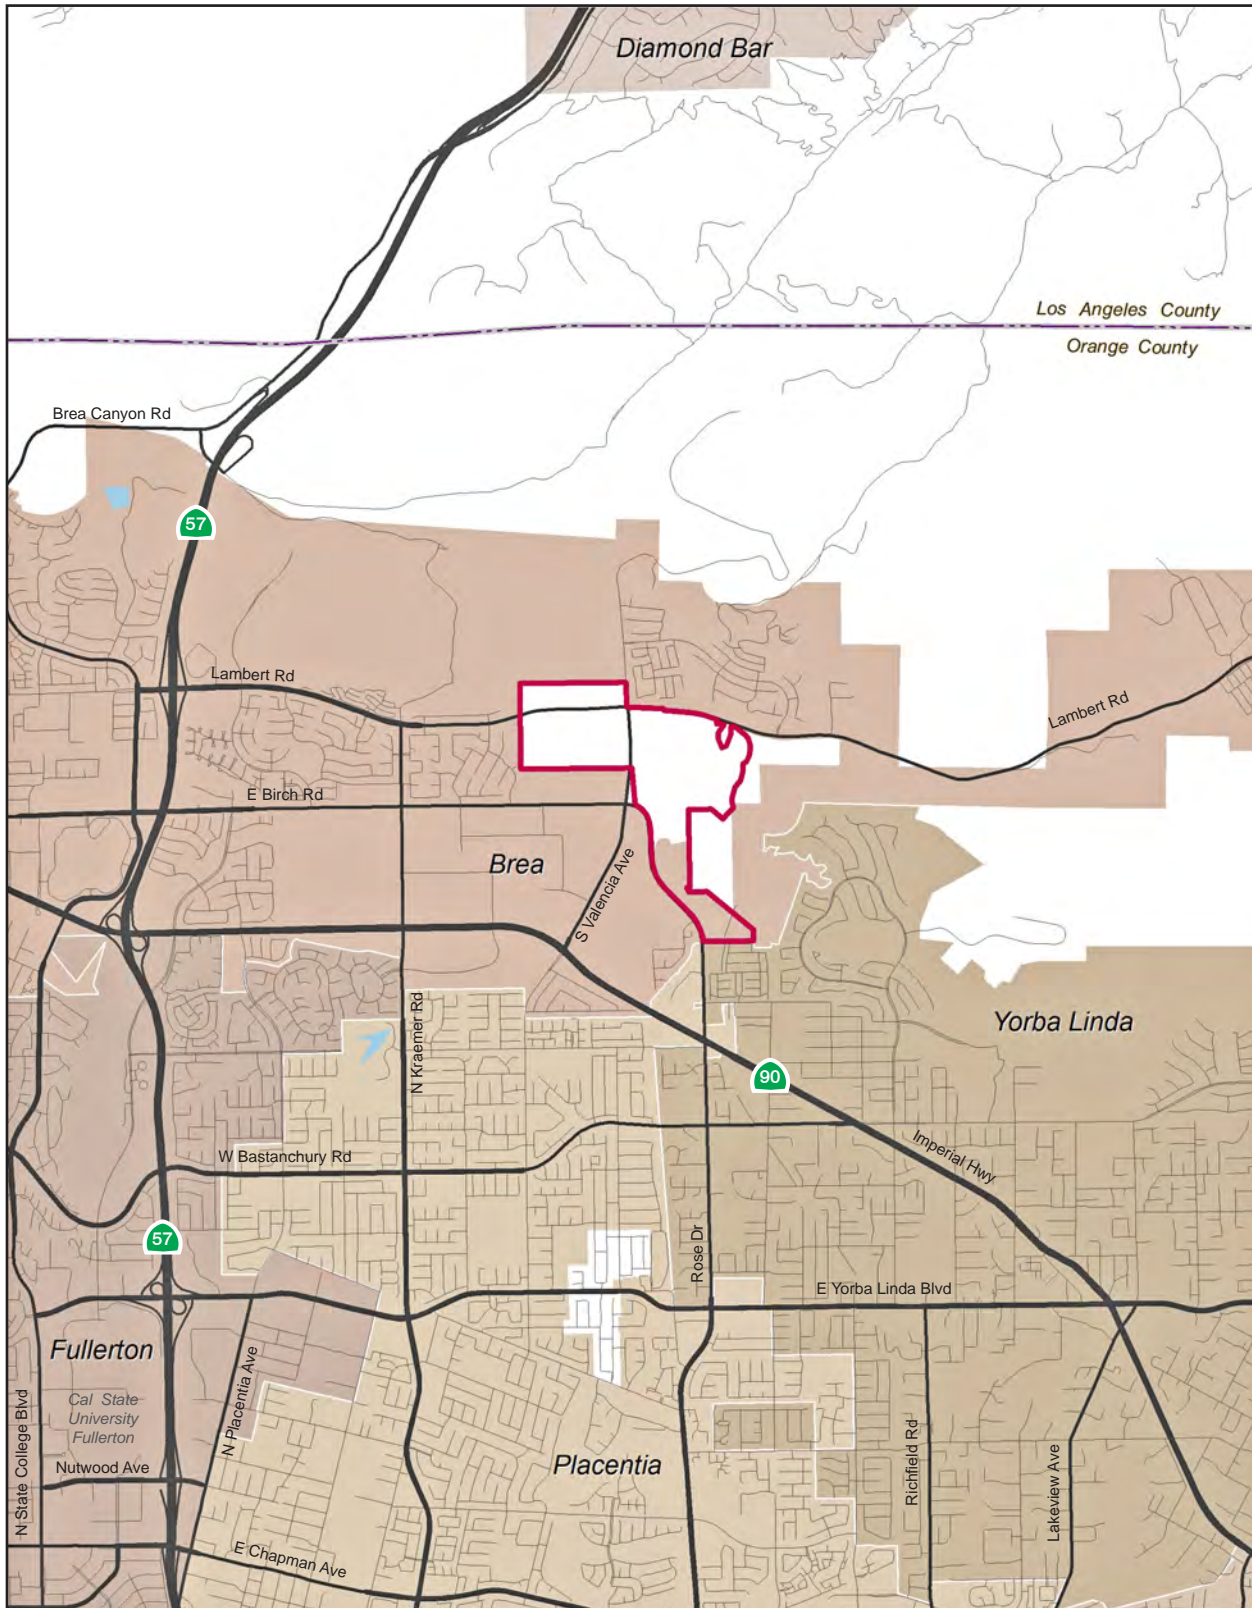 Diamond Bar
Los Angeles County
Orange County
Brea Canyon Rd
57
Lambert Rd
Lambert Rd
E Birch Rd
Brea
S Valencia Ave
N Kraemer Rd
Yorba Linda
90
W Bastanchury Rd
Imperial Hwy
57
Rose Dr
E Yorba Linda Blvd
Fullerton
N Placentia Ave
Cal State
University
Fullerton
N State College Blvd
Nutwood Ave
Placentia
Richfield Rd
Lakeview Ave
E Chapman Ave